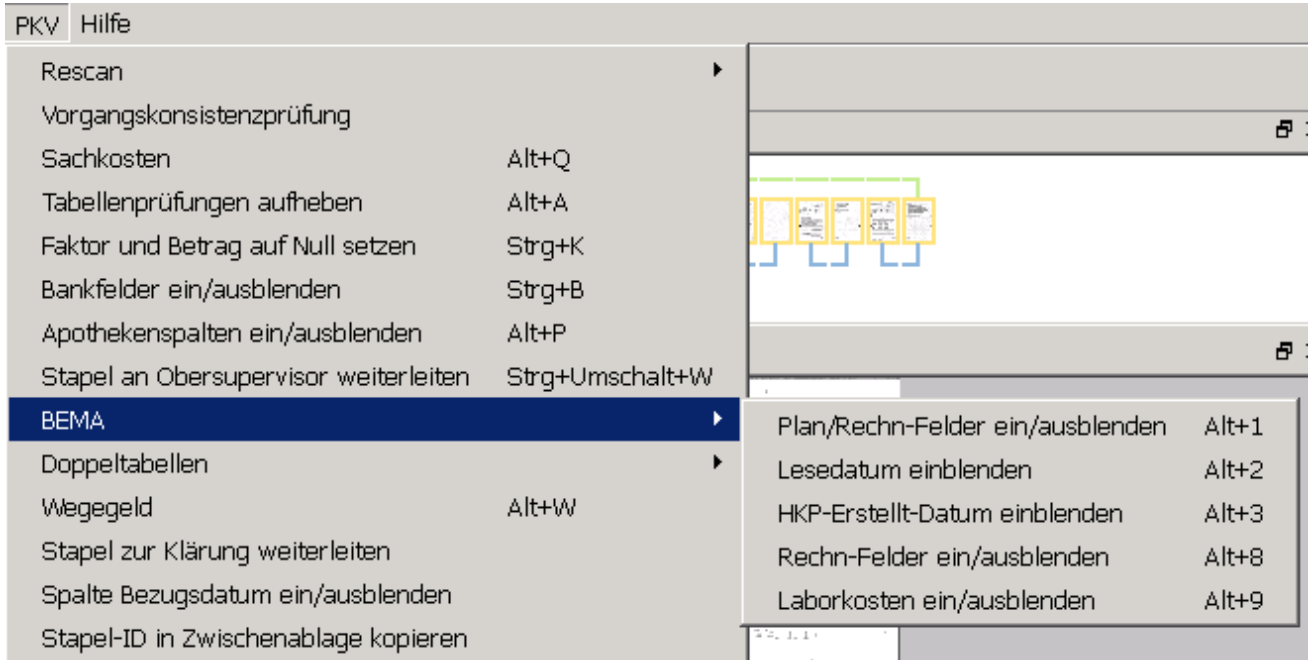 PKV Hilfe
Rescan
Vorgangskonsistenzprüfung
Sachkosten Alt+Q
Tabellenprüfungen aufheben Alt+A
Faktor und Betrag auf Null setzen Strg+K
Bankfelder ein/ausblenden Strg+B
Apothekenspalten ein/ausblenden Alt+P
Stapel an Obersupervisor weiterleiten Strg+Umschalt+W
BEMA
Plan/Rechn-Felder ein/ausblenden Alt+1
Lesedatum einblenden Alt+2
HKP-Erstellt-Datum einblenden Alt+3
Rechn-Felder ein/ausblenden Alt+8
Laborkosten ein/ausblenden Alt+9
Doppeltabellen
Wegegeld Alt+W
Stapel zur Klärung weiterleiten
Spalte Bezugsdatum ein/ausblenden
Stapel-ID in Zwischenablage kopieren